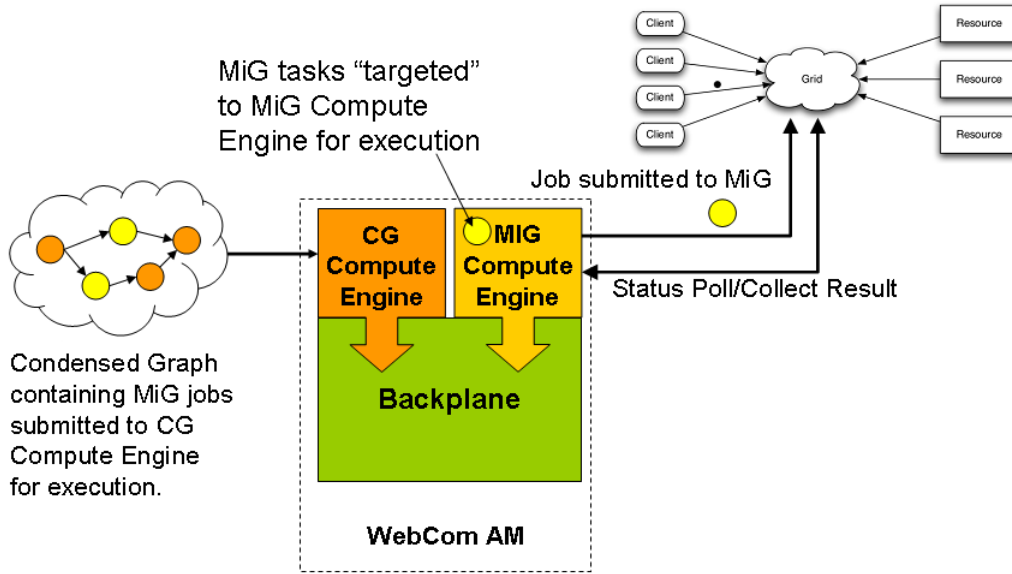 MiG tasks “targeted”
to MiG Compute
Engine for execution
Client
Client
Client
Client
Grid
Resource
Resource
Resource
Job submitted to MiG
CG
Compute
Engine
MIG
Compute
Engine
Status Poll/Collect Result
Backplane
Condensed Graph
containing MiG jobs
submitted to CG
Compute Engine
for execution.
WebCom AM